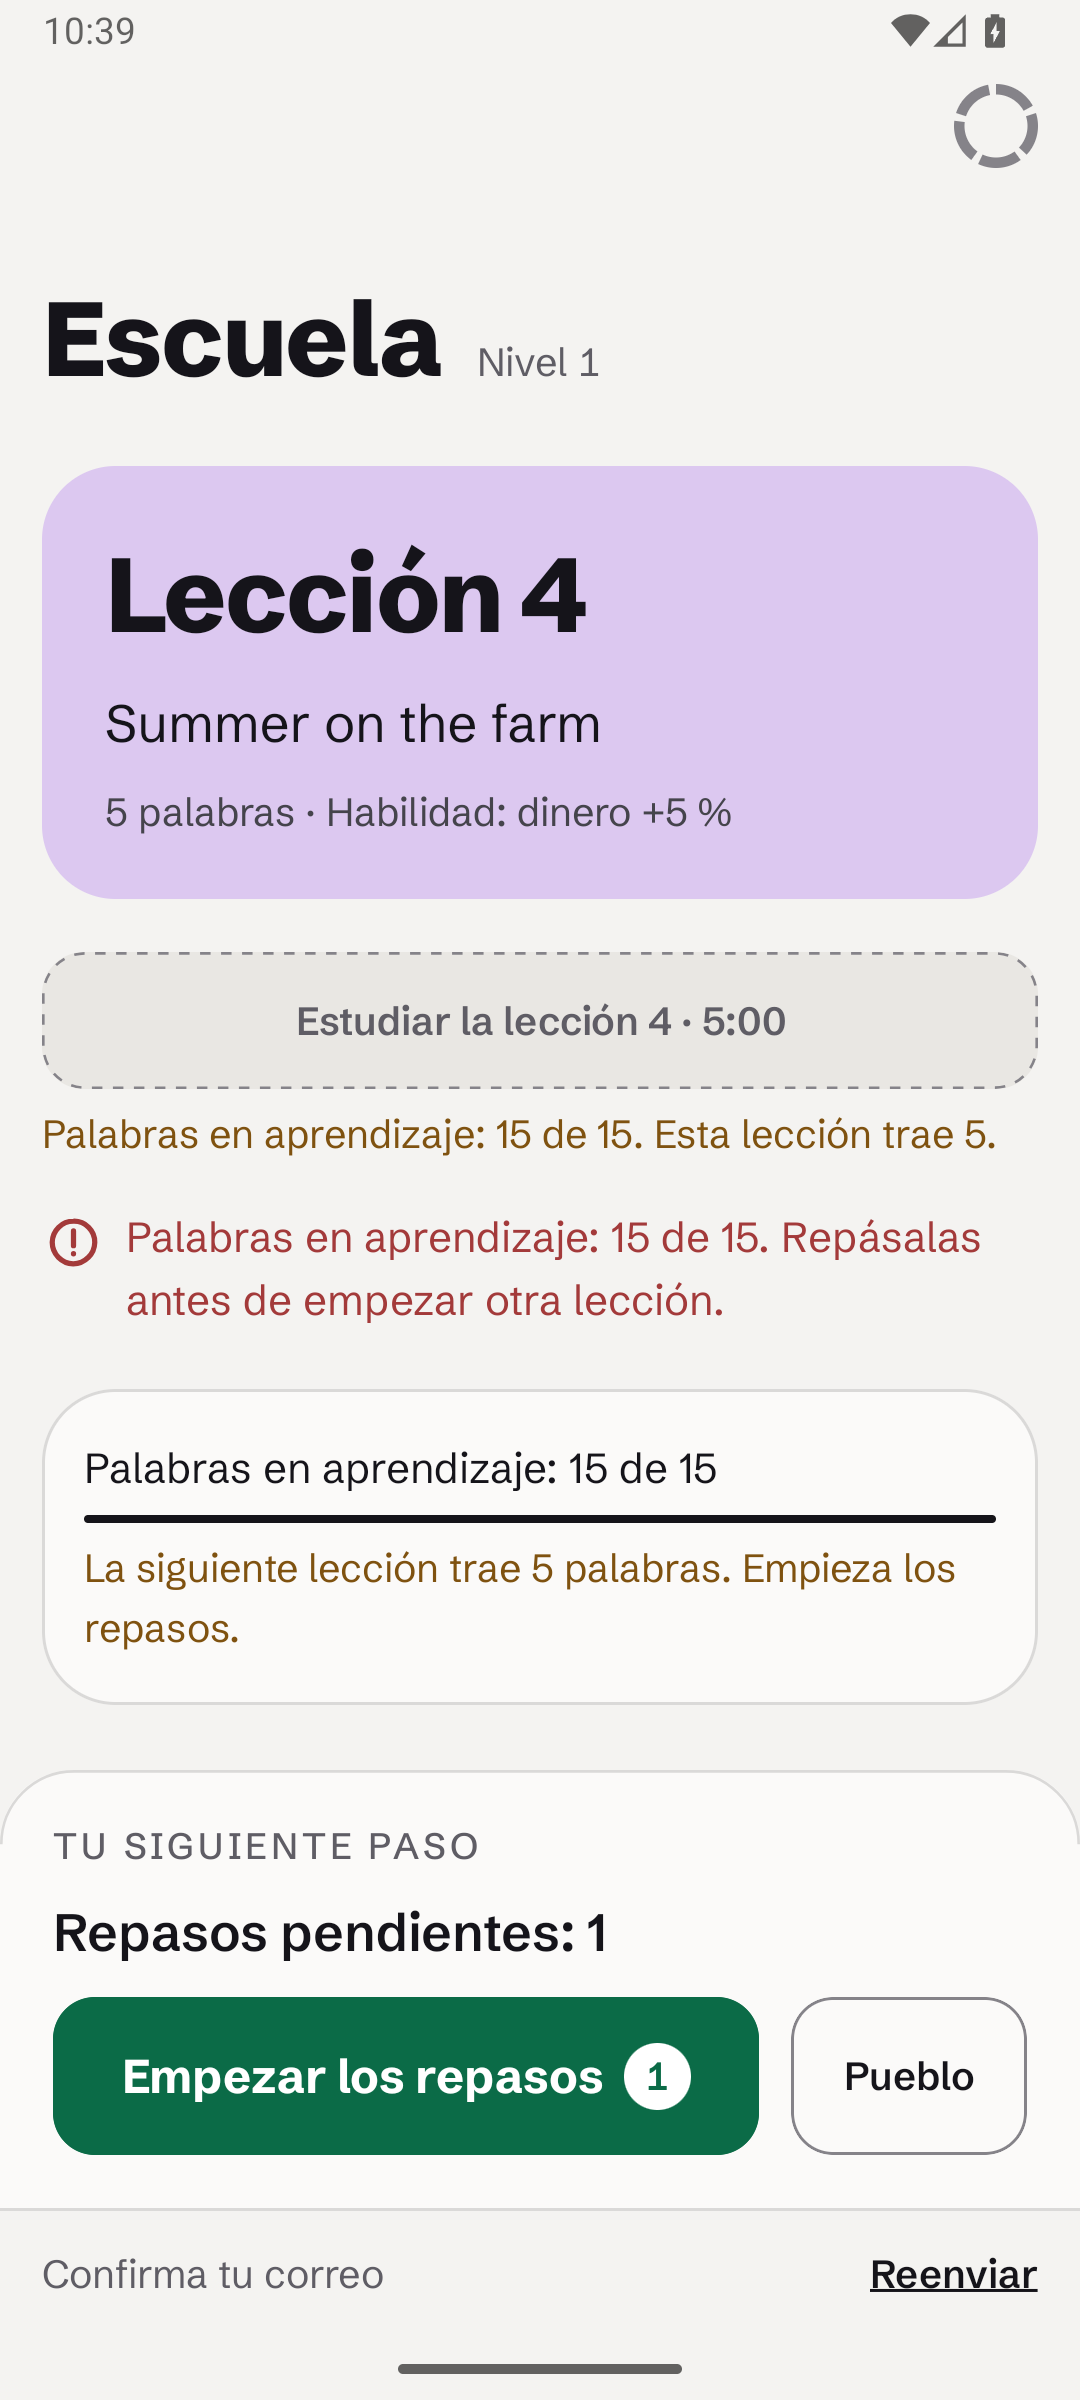 10:39
Escuela Nivel 1
Lección 4
Summer on the farm
5 palabras · Habilidad: dinero +5 %
Estudiar la lección 4 · 5:00
Palabras en aprendizaje: 15 de 15. Esta lección trae 5.
Palabras en aprendizaje: 15 de 15. Repásalas
antes de empezar otra lección.
Palabras en aprendizaje: 15 de 15
La siguiente lección trae 5 palabras. Empieza los
repasos.
TU SIGUIENTE PASO
Repasos pendientes: 1
Empezar los repasos 1
Pueblo
Confirma tu correo
Reenviar